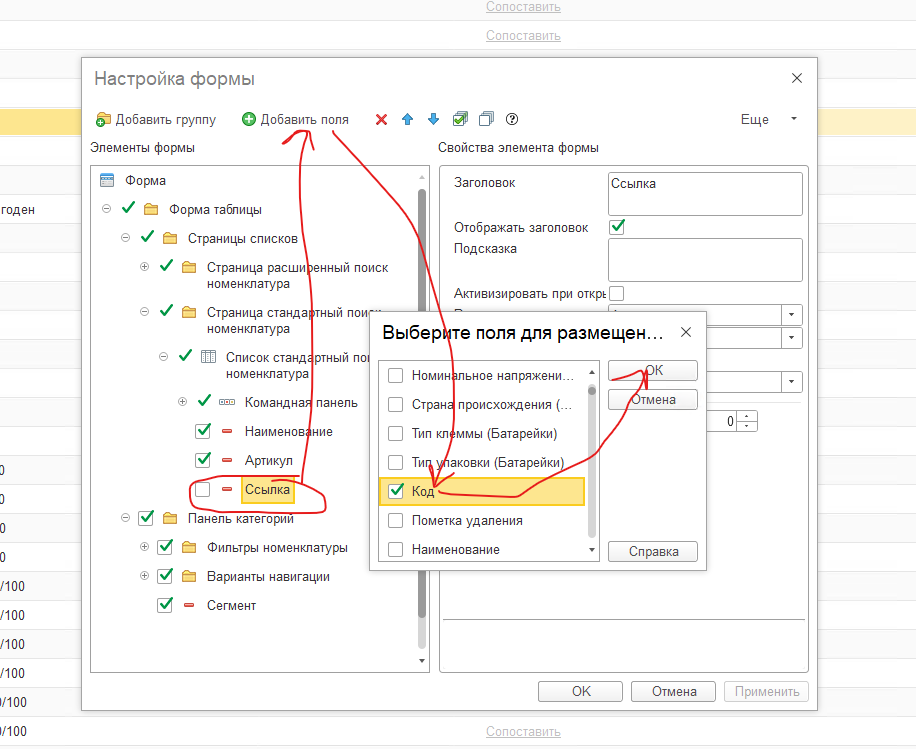 Сопоставить
Сопоставить
Настройка формы
Добавить группу
Добавить поля
Еще
Элементы формы
Свойства элемента формы
Форма
Форма таблицы
Страницы списков
Страница расширенный поиск
номенклатура
Страница стандартный поиск
номенклатура
Список стандартный по
номенклатура
Командная панель
Наименование
Артикул
Ссылка
Панель категорий
Фильтры номенклатуры
Варианты навигации
Сегмент
Заголовок
Ссылка
Отображать заголовок
Подсказка
Активизировать при откры
0
Выберите поля для размещен...
Номинальное напряжени...
Страна происхождения (...
Тип клеммы (Батарейки)
Тип упаковки (Батарейки)
Код
Пометка удаления
Наименование
OK
Отмена
Справка
OK
Отмена
Применить
годен
0
0
0
0
/100
/100
/100
/100
0/100
0/100
Сопоставить